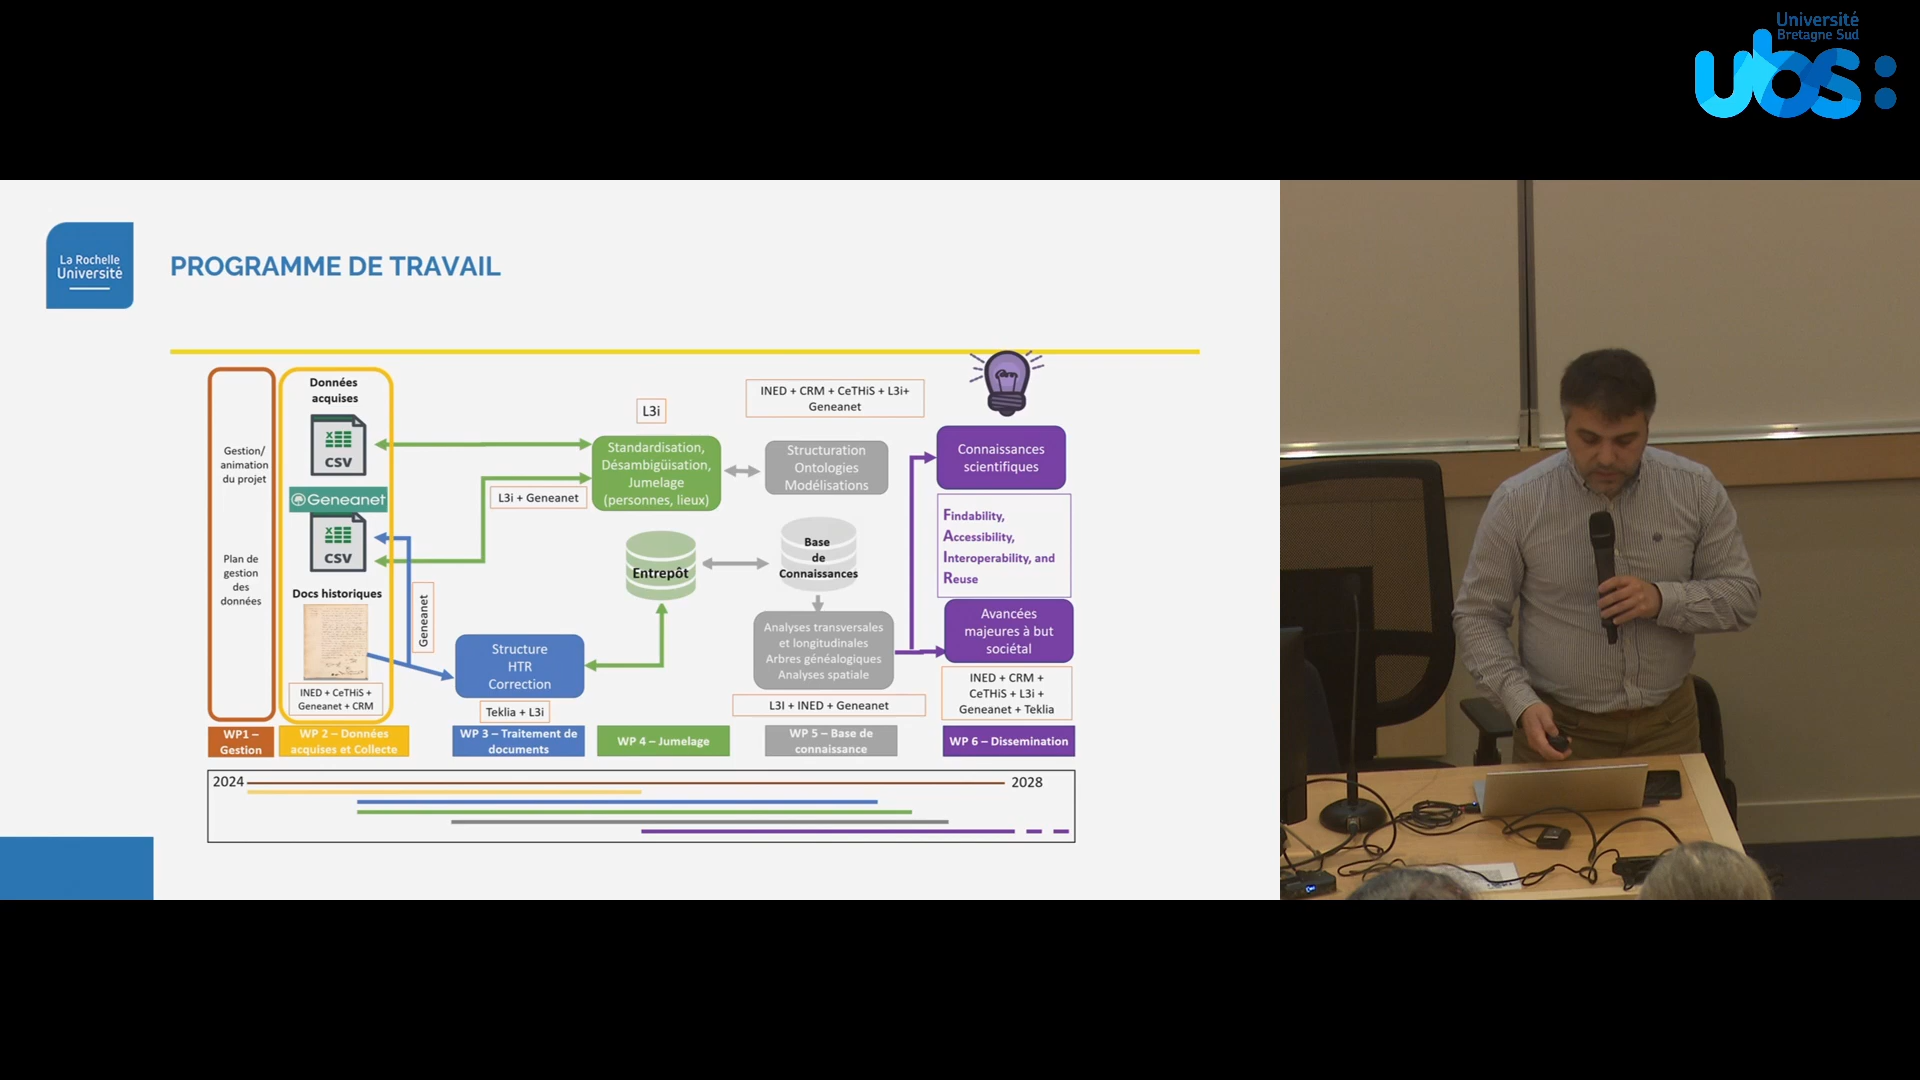 Université
Bretagne Sud
ubs:
La Rochelle
Université
PROGRAMME DE TRAVAIL
Gestion/
animation
du projet
Plan de
gestion
des
données
WP1 –
Gestion
Données
acquises
CSV
Geneanet
CSV
Docs historiques
INED + CeTHiS +
Geneanet + CRM
WP 2 – Données
acquises et Collecte
Geneanet
Structure
HTR
Correction
Teklia + L3i
WP 3 – Traitement de
documents
L3i
Standardisation,
Désambigüisation,
Jumelage
(personnes, lieux)
L3i + Geneanet
Entrepôt
WP 4 – Jumelage
INED + CRM + CeTHiS + L3i+
Geneanet
Structuration
Ontologies
Modélisations
Base
de
Connaissances
Analyses transversales
et longitudinales
Arbres généalogiques
Analyses spatiale
L3I + INED + Geneanet
WP 5 – Base de
connaissance
Connaissances
scientifiques
Findability,
Accessibility,
Interoperability, and
Reuse
Avancées
majeures à but
sociétal
INED + CRM +
CeTHiS + L3i +
Geneanet + Teklia
WP 6 – Dissemination
2024
2028